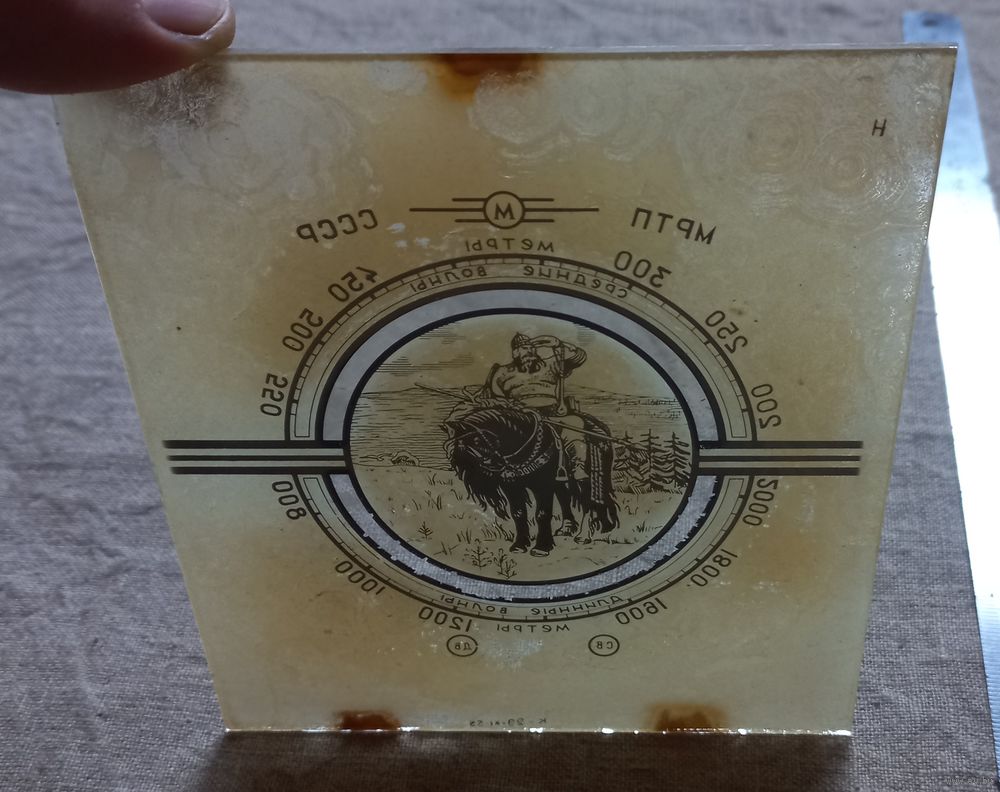 Н
МРТП М СССР
МЕТРЫ
СРЕДНИЕ ВОЛНЫ
200 250 300 450 500 550
2000 1800 1600 1200 1000 800
ДЛИННЫЕ ВОЛНЫ
МЕТРЫ
СВ ДВ